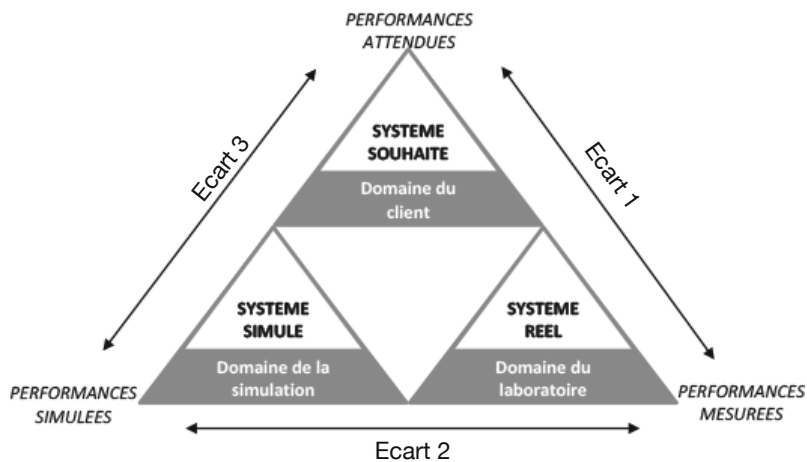 PERFORMANCES
ATTENDUES
Ecart 3
Ecart 1
SYSTEME
SOUHAITE
Domaine du
client
SYSTEME
SIMULE
SYSTEME
REEL
Domaine de la
simulation
Domaine du
laboratoire
PERFORMANCES
SIMULEES
PERFORMANCES
MESUREES
Ecart 2